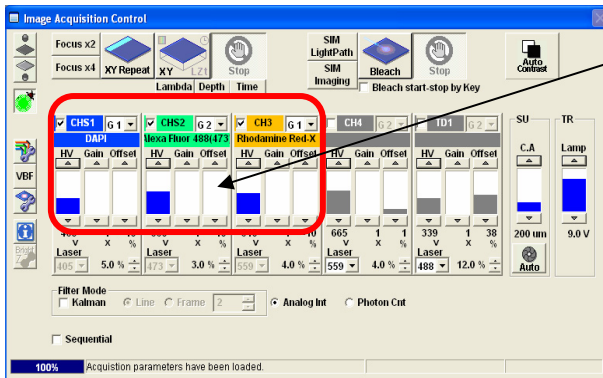 Image Acquisition Control
Focus x2
Focus x4
XY Repeat
XY
LZt
Stop
Lambda Depth Time
SIM LightPath
SIM Imaging
Bleach
Stop
Bleach start-stop by Key
Auto Contrast
CHS1 G 1
CHS2 G 2
CH3 G 1
CH4 G 2
TD1 G 2
DAPI
Alexa Fluor 488(473
Rhodamine Red-X
HV Gain Offset
HV Gain Offset
HV Gain Offset
HV Gain Offset
HV Gain Offset
SU
C.A
TR
Lamp
VBF
665 1 1
339 1 38
V X %
V X %
V X %
V X %
V X %
200 um
9.0 V
Laser
Laser
Laser
Laser
Laser
405 5.0 %
473 3.0 %
559 4.0 %
559 4.0 %
488 12.0 %
Auto
Bright Z
Filter Mode
Kalman Line Frame 2
Analog Int Photon Cnt
Sequential
100% Acquistion parameters have been loaded.